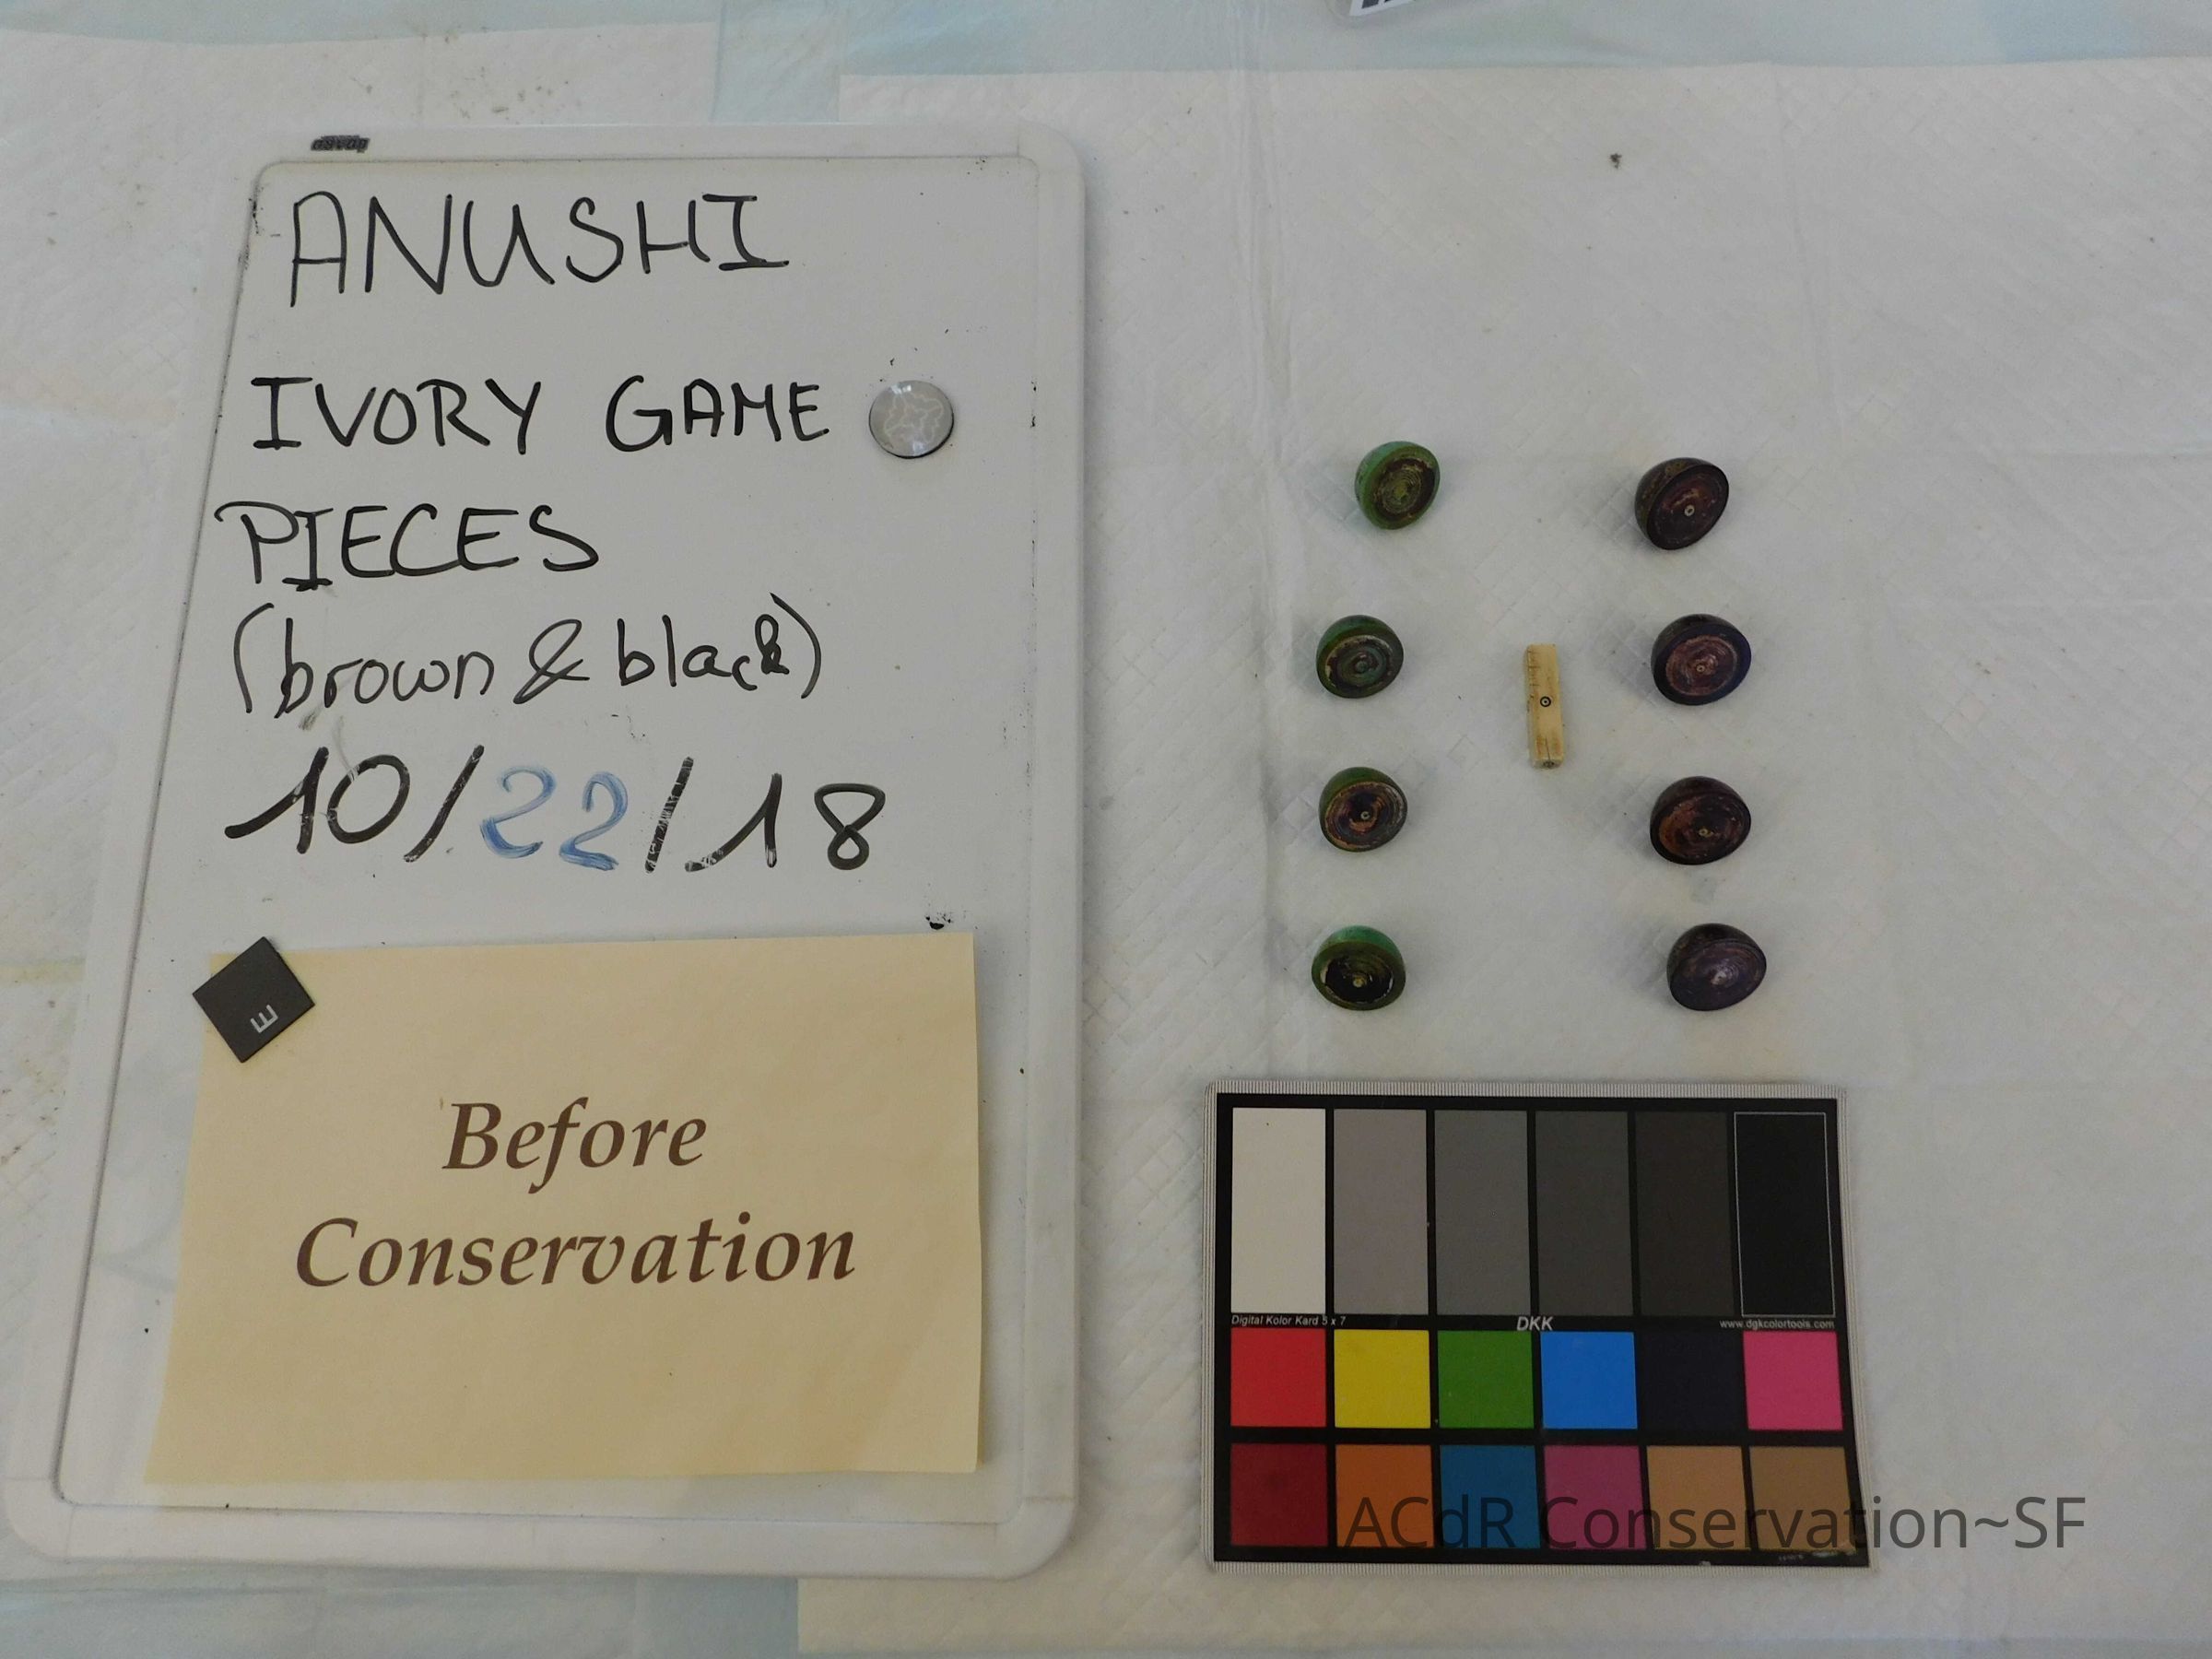 ANUSHI
IVORY GAME
PIECES
(brown & black)
10/22/18
E
Before
Conservation
Digital Kolor Kard 5 x 7 DKK www.dgkcolortools.com
ACdR Conservation~SF